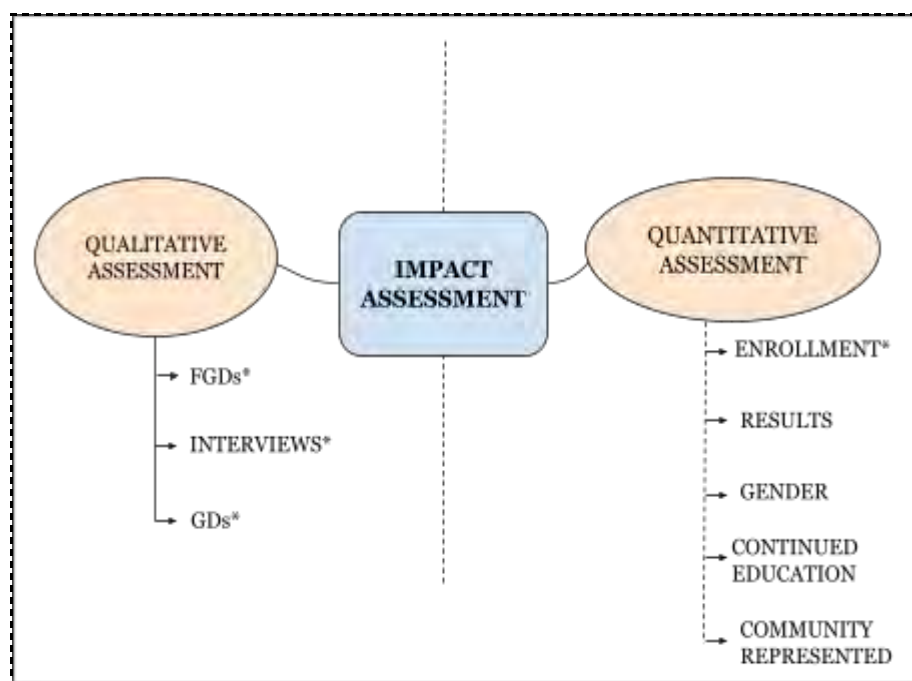 QUALITATIVE
ASSESSMENT
FGDs*
INTERVIEWS*
GDs*
IMPACT
ASSESSMENT
QUANTITATIVE
ASSESSMENT
ENROLLMENT*
RESULTS
GENDER
CONTINUED
EDUCATION
COMMUNITY
REPRESENTED